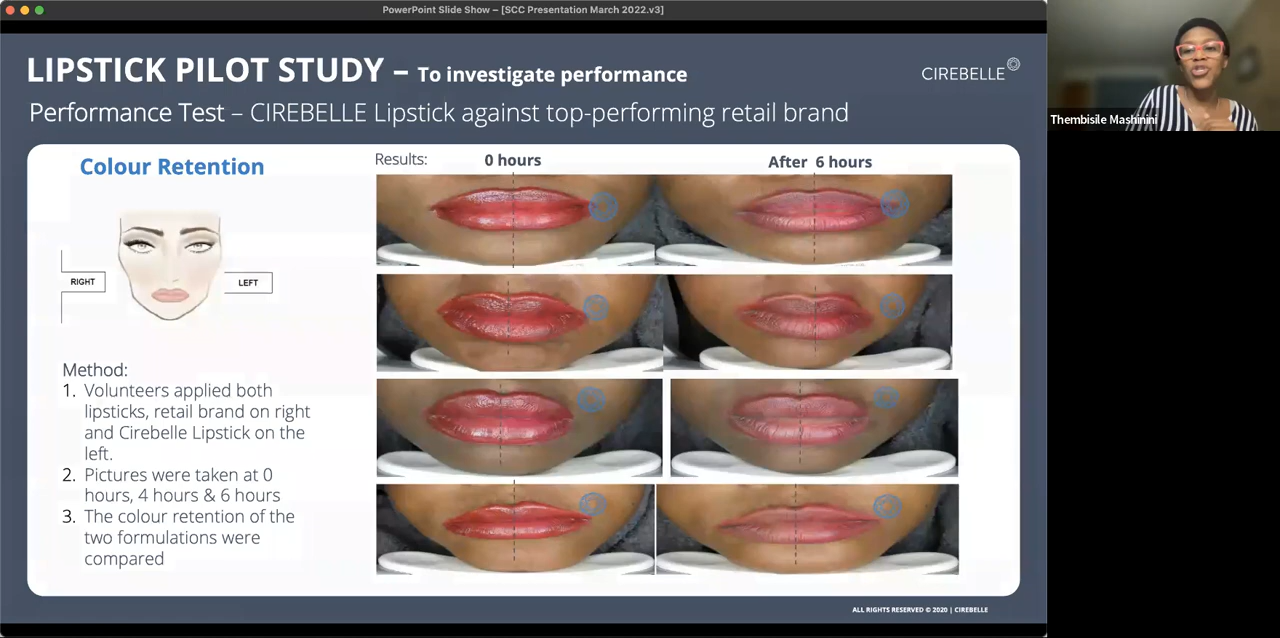 PowerPoint Slide Show – [SCC Presentation March 2022.v3]
LIPSTICK PILOT STUDY – To investigate performance
CIREBELLE
Performance Test – CIREBELLE Lipstick against top-performing retail brand
Thembisile Mashinini
Colour Retention
Results:
0 hours
After 6 hours
RIGHT
LEFT
Method:
1. Volunteers applied both
lipsticks, retail brand on right
and Cirebelle Lipstick on the
left.
2. Pictures were taken at 0
hours, 4 hours & 6 hours
3. The colour retention of the
two formulations were
compared
ALL RIGHTS RESERVED © 2020 | CIREBELLE